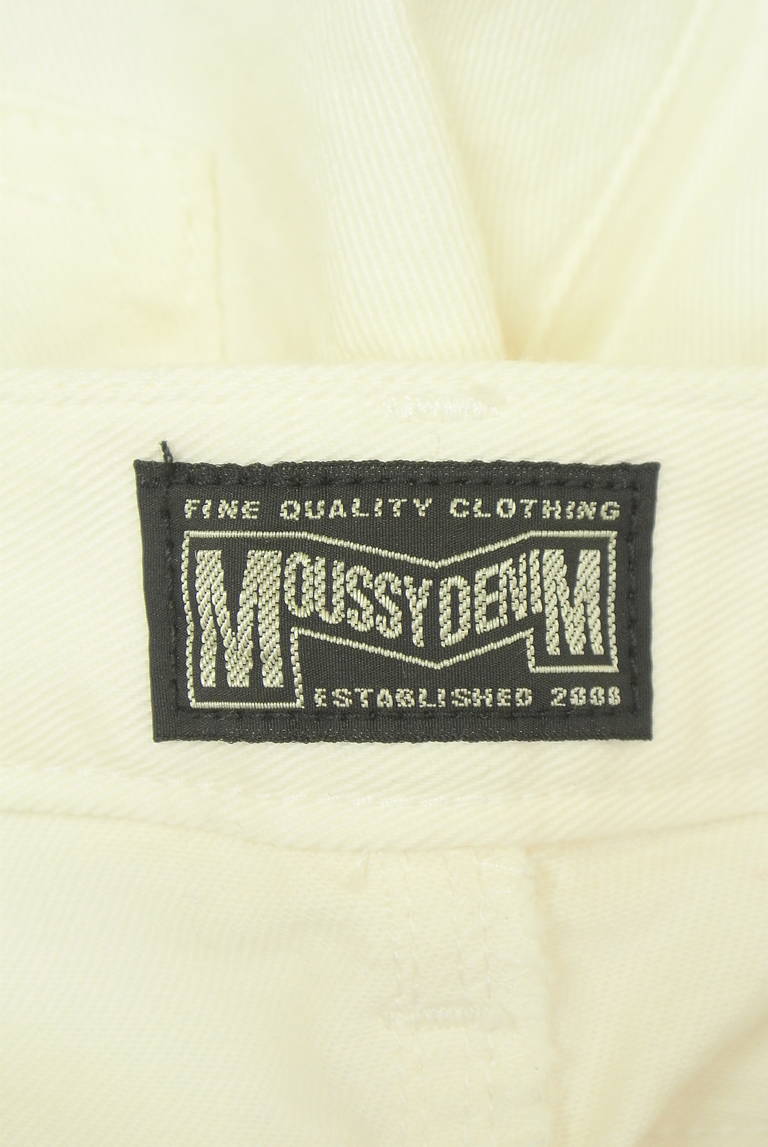 FINE QUALITY CLOTHING
MOUSSY DENIM
ESTABLISHED 2000